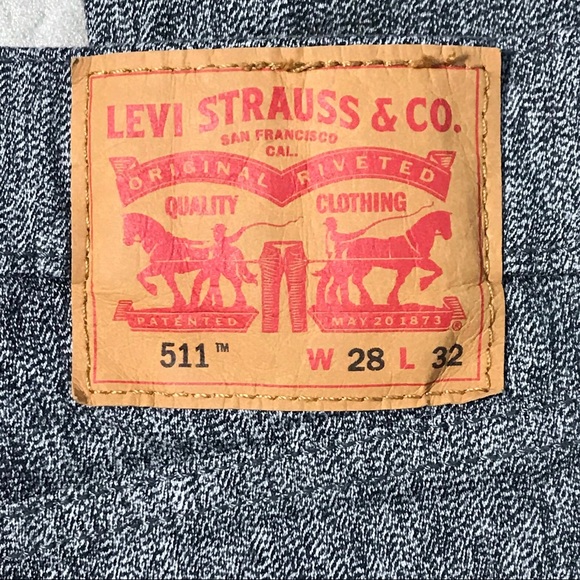 LEVI STRAUSS & CO.
SAN FRANCISCO
CAL.
ORIGINAL RIVETED
QUALITY CLOTHING
PATENTED MAY 20 1873 ®
511™ W 28 L 32